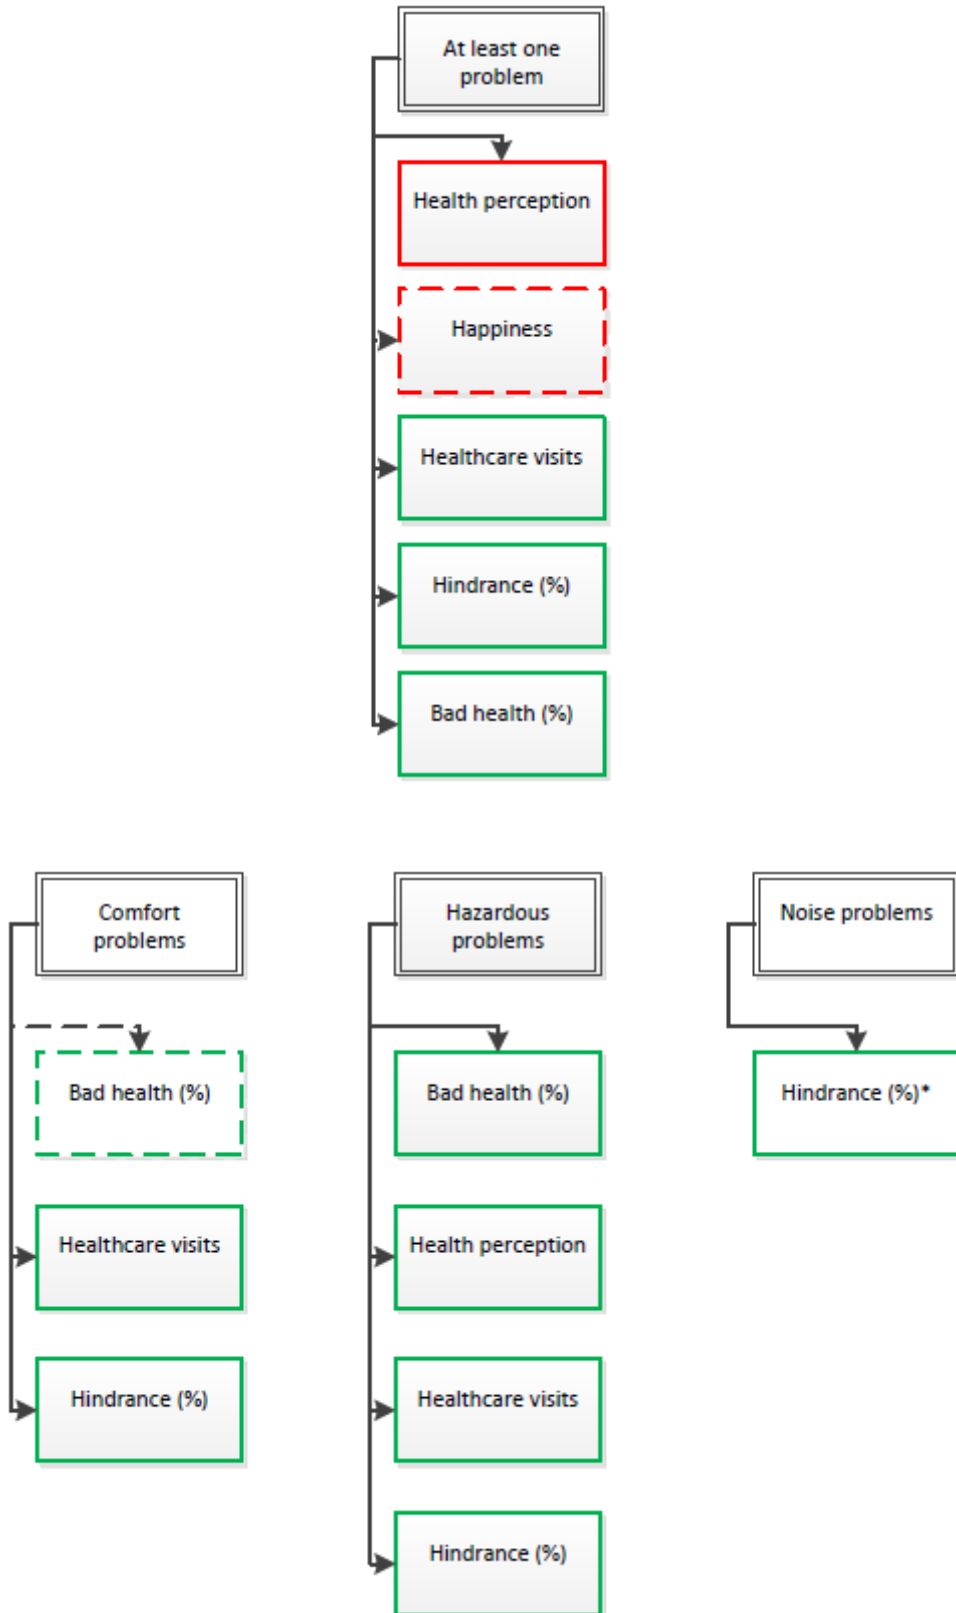 At least one
problem
Health perception
Happiness
Healthcare visits
Hindrance (%)
Bad health (%)
Comfort
problems
Bad health (%)
Healthcare visits
Hindrance (%)
Hazardous
problems
Bad health (%)
Health perception
Healthcare visits
Hindrance (%)
Noise problems
Hindrance (%)*